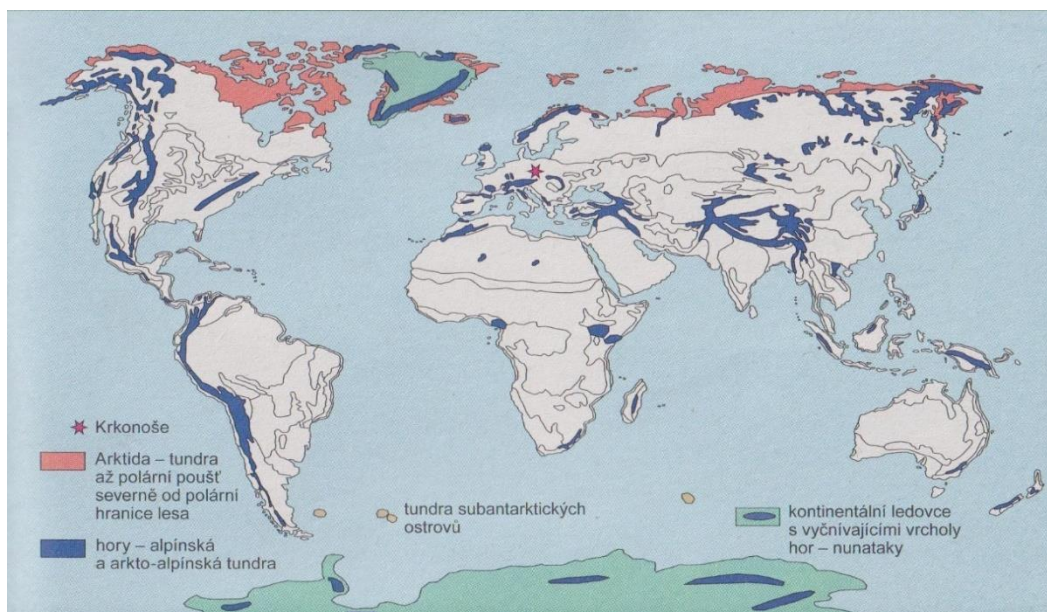 Krkonoše
Arktida – tundra
až polární poušť
severně od polární
hranice lesa
hory – alpínská
a arkto-alpínská tundra
tundra subantarktických
ostrovů
kontinentální ledovce
s vyčnívajícími vrcholy
hor – nunataky